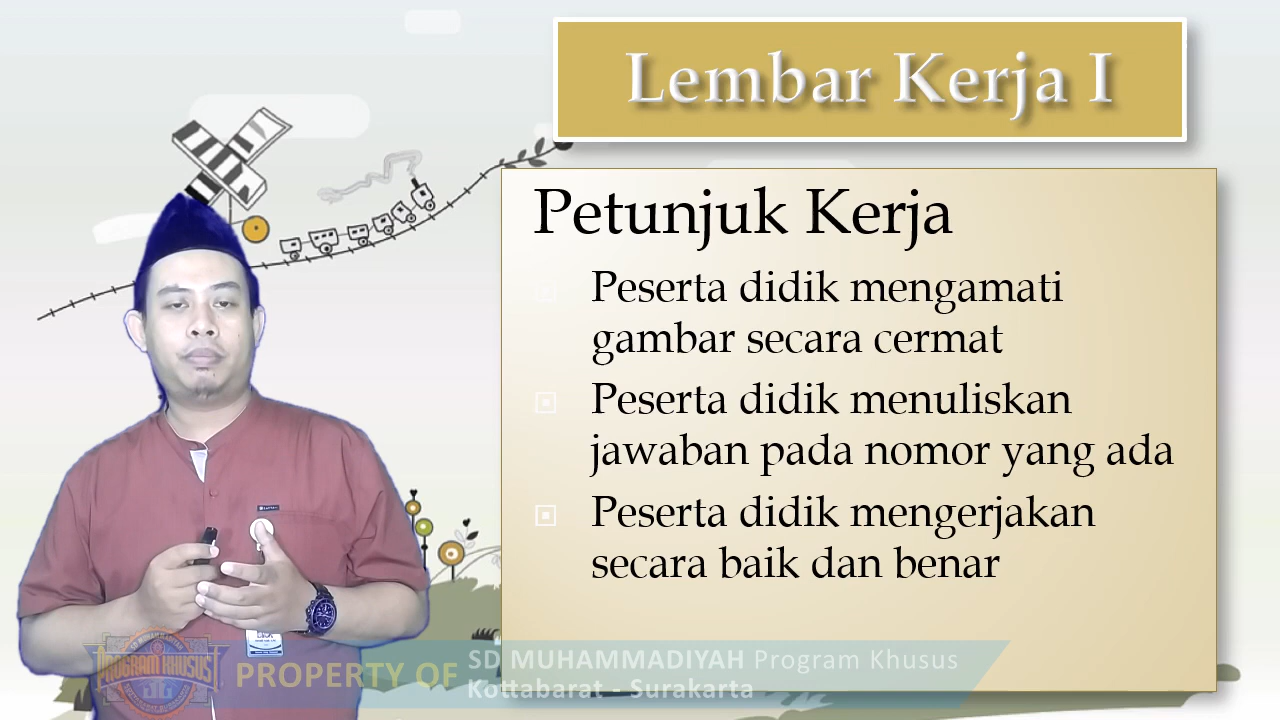 Lembar Kerja I
Petunjuk Kerja
Peserta didik mengamati
gambar secara cermat
Peserta didik menuliskan
jawaban pada nomor yang ada
Peserta didik mengerjakan
secara baik dan benar
PROGRAM KHUSUS
PROPERTY OF
SD MUHAMMADIYAH Program Khusus
Kottabarat - Surakarta